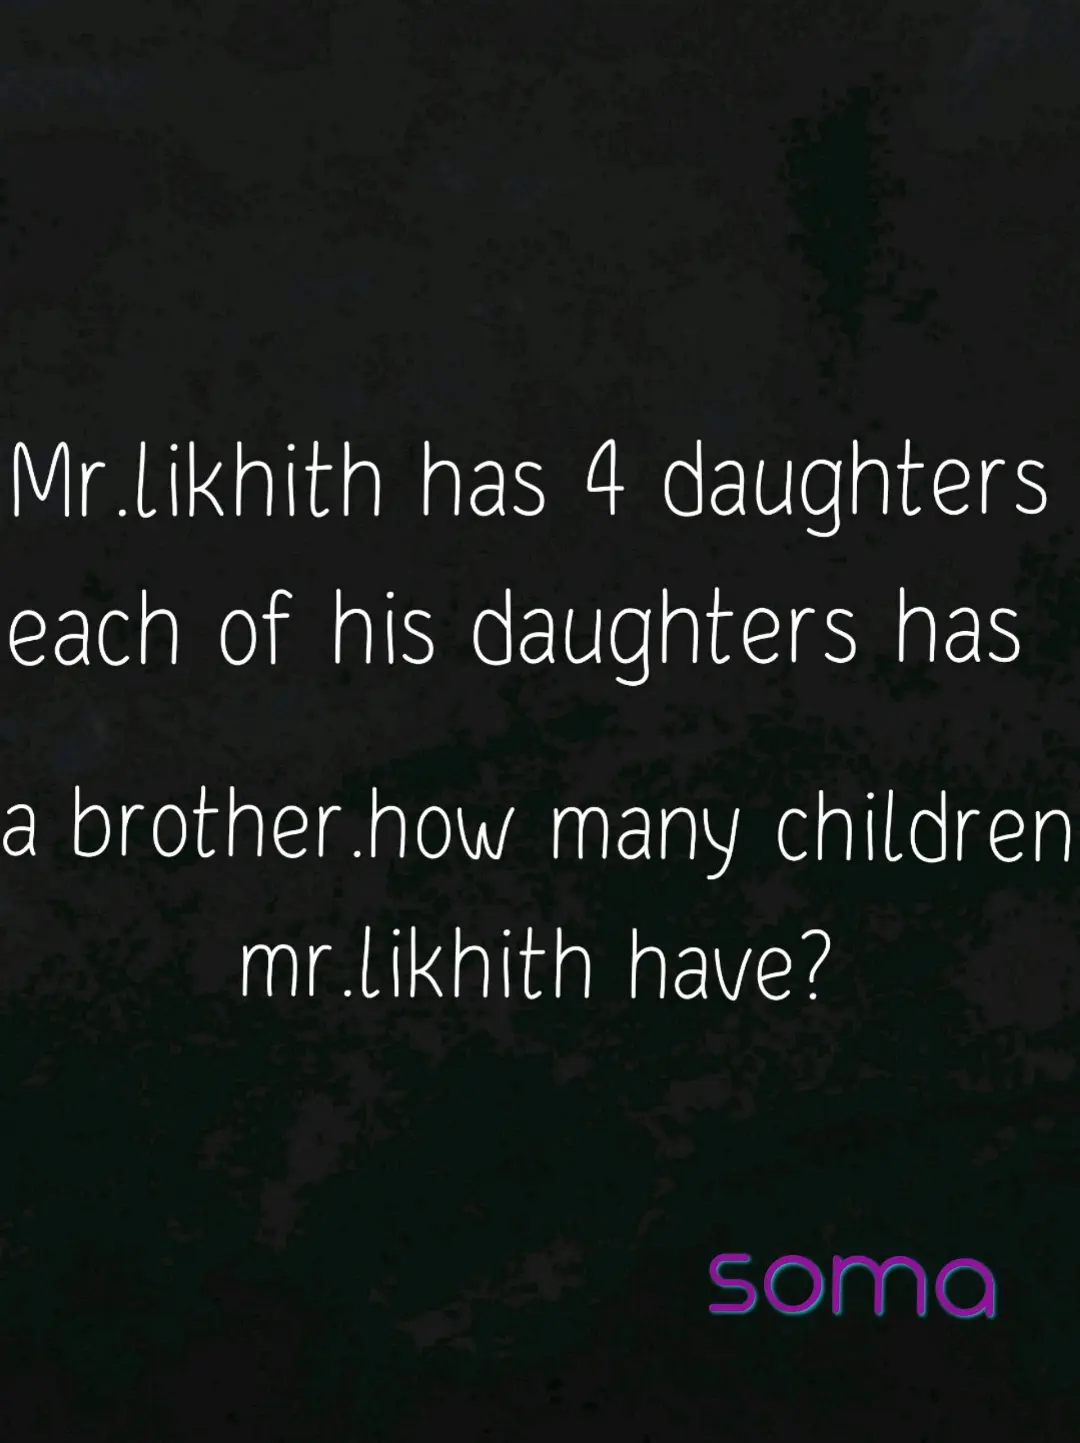 Mr.likhith has 4 daughters
each of his daughters has
a brother.how many children
mr.likhith have?
soma